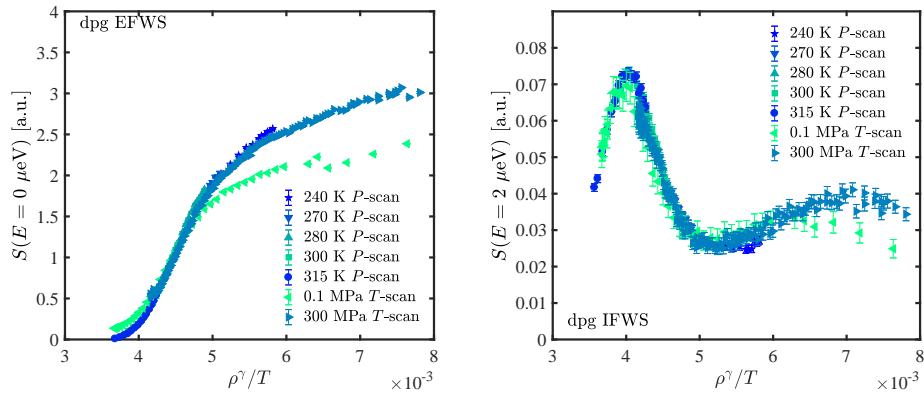 dpg EFWS
S(E = 0 μeV) [a.u.]
4
3.5
3
2.5
2
1.5
1
0.5
0
240 K P-scan
270 K P-scan
280 K P-scan
300 K P-scan
315 K P-scan
0.1 MPa T-scan
300 MPa T-scan
3 4 5 6 7 8
ρ^γ/T
×10⁻³
S(E = 2 μeV) [a.u.]
0.08
0.07
0.06
0.05
0.04
0.03
0.02
0.01
0
240 K P-scan
270 K P-scan
280 K P-scan
300 K P-scan
315 K P-scan
0.1 MPa T-scan
300 MPa T-scan
dpg IFWS
3 4 5 6 7 8
ρ^γ/T
×10⁻³